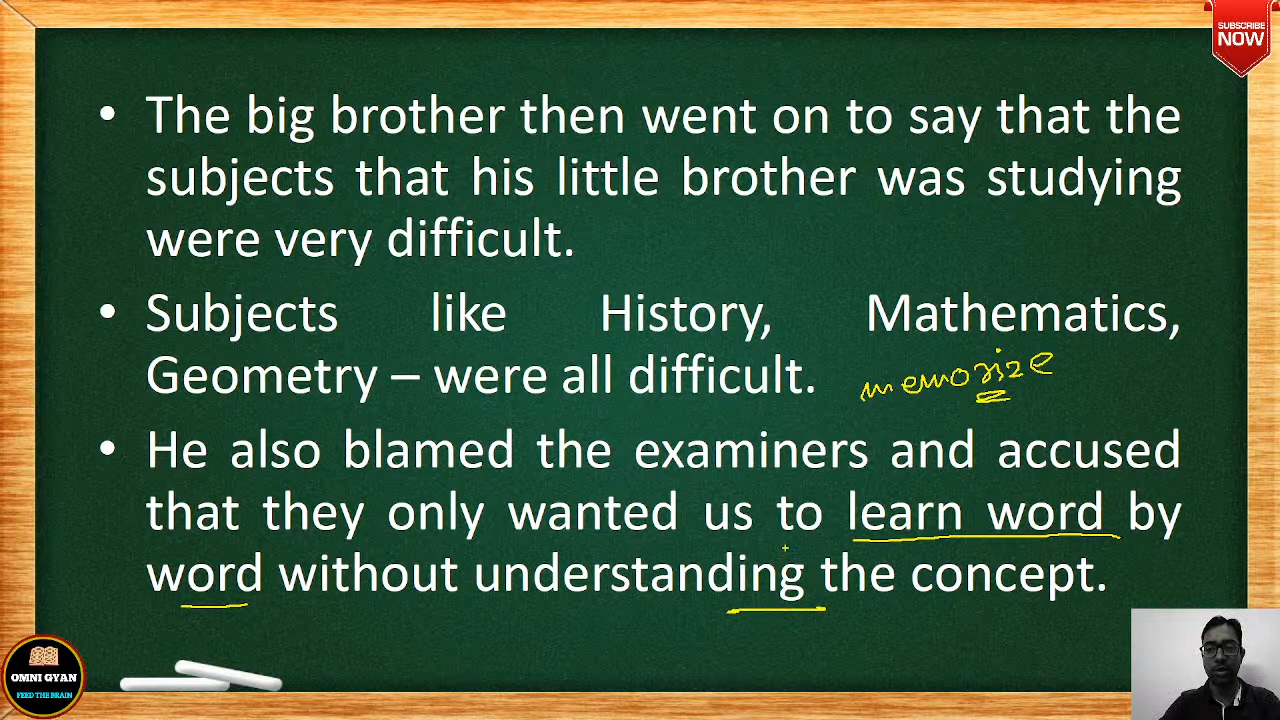 SUBSCRIBE
NOW
• The big brother then went on to say that the
subjects that his little brother was studying
were very difficult.
• Subjects like History, Mathematics,
Geometry – were all difficult.
memorize
• He also blamed the examiners and accused
that they only wanted us to learn word by
word without understanding the concept.
OMNI GYAN
FEED THE BRAIN